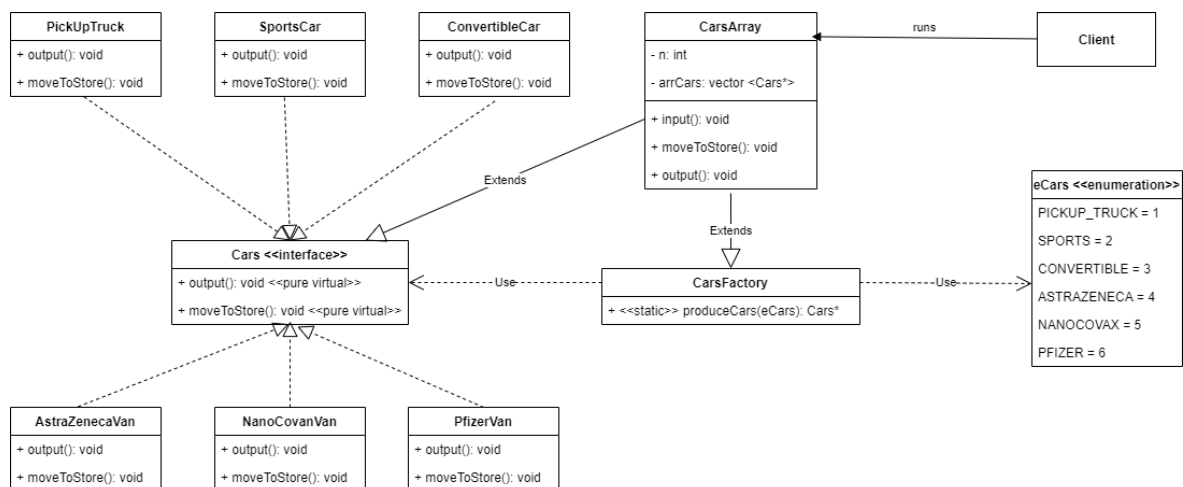 PickUpTruck
+ output(): void
+ moveToStore(): void
SportsCar
+ output(): void
+ moveToStore(): void
ConvertibleCar
+ output(): void
+ moveToStore(): void
CarsArray
- n: int
- arrCars: vector <Cars*>
+ input(): void
+ moveToStore(): void
+ output(): void
runs
Client
Extends
Extends
eCars <<enumeration>>
PICKUP_TRUCK = 1
SPORTS = 2
CONVERTIBLE = 3
ASTRAZENECA = 4
NANOCOVAX = 5
PFIZER = 6
Cars <<interface>>
+ output(): void <<pure virtual>>
+ moveToStore(): void <<pure virtual>>
Use
CarsFactory
+ <<static>> produceCars(eCars): Cars*
Use
AstraZenecaVan
+ output(): void
+ moveToStore(): void
NanoCovanVan
+ output(): void
+ moveToStore(): void
PfizerVan
+ output(): void
+ moveToStore(): void